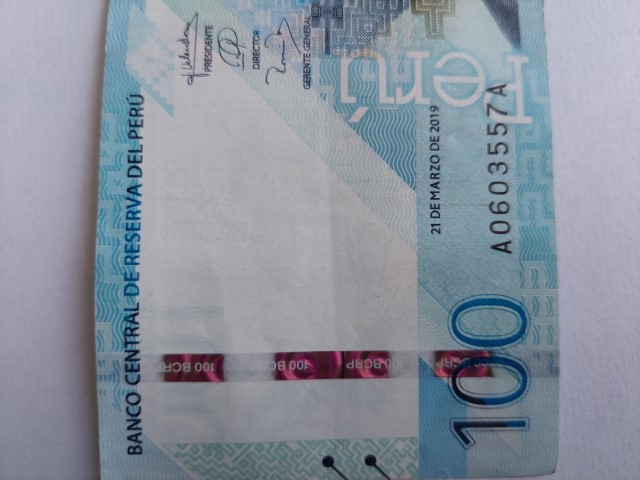 BANCO CENTRAL DE RESERVA DEL PERÚ
PRESIDENTE
DIRECTOR
GERENTE GENERAL
Perú
21 DE MARZO DE 2019
A0603557A
100 BCRP
100 BCRP
100 BCRP
100 BCRP
100